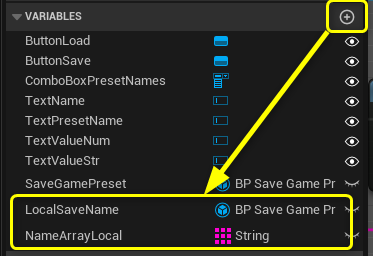 VARIABLES
ButtonLoad
ButtonSave
ComboBoxPresetNames
TextName
TextPresetName
TextValueNum
TextValueStr
SaveGamePreset BP Save Game Pr
LocalSaveName BP Save Game Pr
NameArrayLocal String